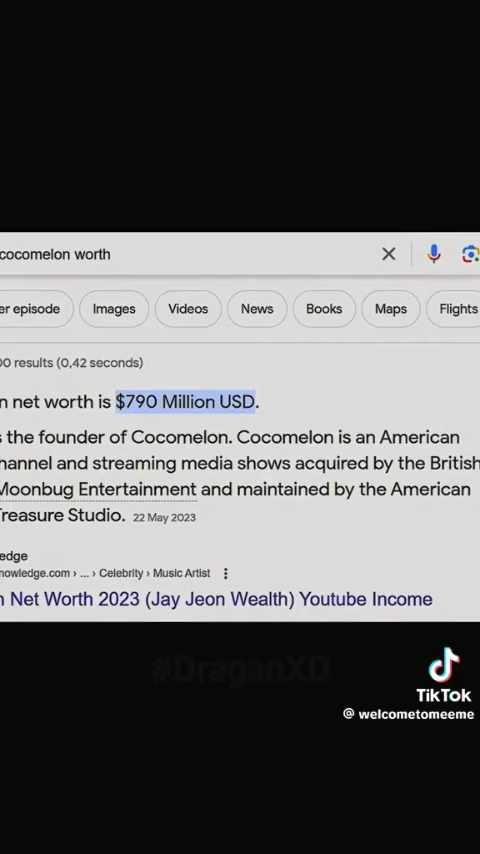 cocomelon worth
er episode
Images
Videos
News
Books
Maps
Flights
00 results (0,42 seconds)
n net worth is $790 Million USD.
s the founder of Cocomelon. Cocomelon is an American
hannel and streaming media shows acquired by the British
Moonbug Entertainment and maintained by the American
Treasure Studio. 22 May 2023
edge
nowledge.com › ... › Celebrity › Music Artist
n Net Worth 2023 (Jay Jeon Wealth) Youtube Income
#DraganXD
TikTok
@ welcometomeeme